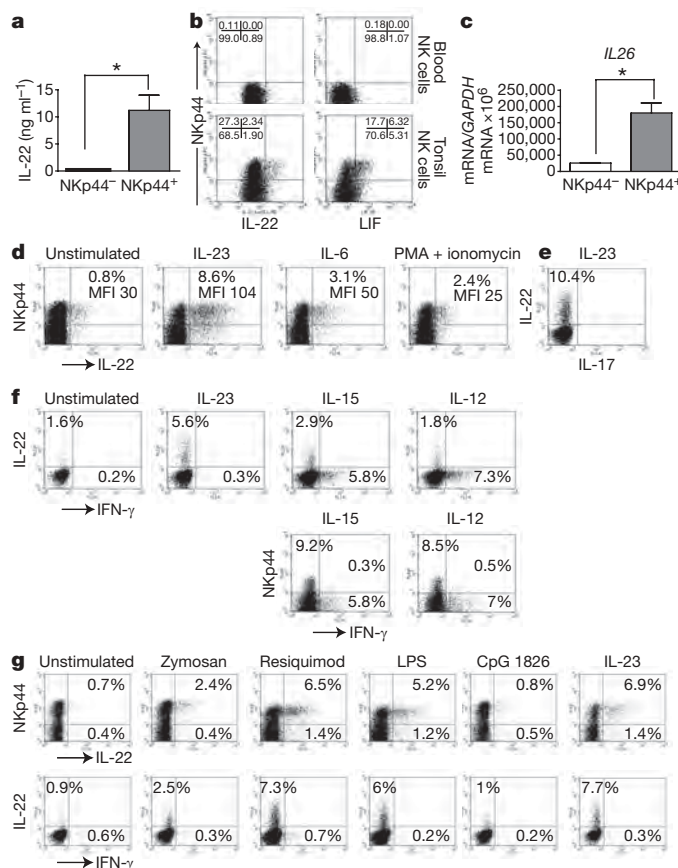 a
IL-22 (ng ml⁻¹)
15
10
5
0
*
NKp44⁻ NKp44⁺
b
NKp44
0.11 0.00
99.0 0.89
0.18 0.00
98.8 1.07
Blood NK cells
27.3 2.34
68.5 1.90
17.7 6.32
70.6 5.31
Tonsil NK cells
IL-22 LIF
c
IL26
mRNA/GAPDH
mRNA ×10⁶
250,000
200,000
150,000
100,000
50,000
0
*
NKp44⁻ NKp44⁺
d
Unstimulated IL-23 IL-6 PMA + ionomycin
NKp44
0.8%
MFI 30
8.6%
MFI 104
3.1%
MFI 50
2.4%
MFI 25
IL-22
e
IL-23
10.4%
IL-22
IL-17
f
Unstimulated IL-23 IL-15 IL-12
IL-22
1.6% 5.6% 2.9% 1.8%
0.2% 0.3% 5.8% 7.3%
IFN-γ
IL-15 IL-12
NKp44
9.2% 8.5%
0.3% 0.5%
5.8% 7%
IFN-γ
g
Unstimulated Zymosan Resiquimod LPS CpG 1826 IL-23
NKp44
0.7% 2.4% 6.5% 5.2% 0.8% 6.9%
0.4% 0.4% 1.4% 1.2% 0.5% 1.4%
IL-22
IL-22
0.9% 2.5% 7.3% 6% 1% 7.7%
0.6% 0.3% 0.7% 0.2% 0.2% 0.3%
IFN-γ